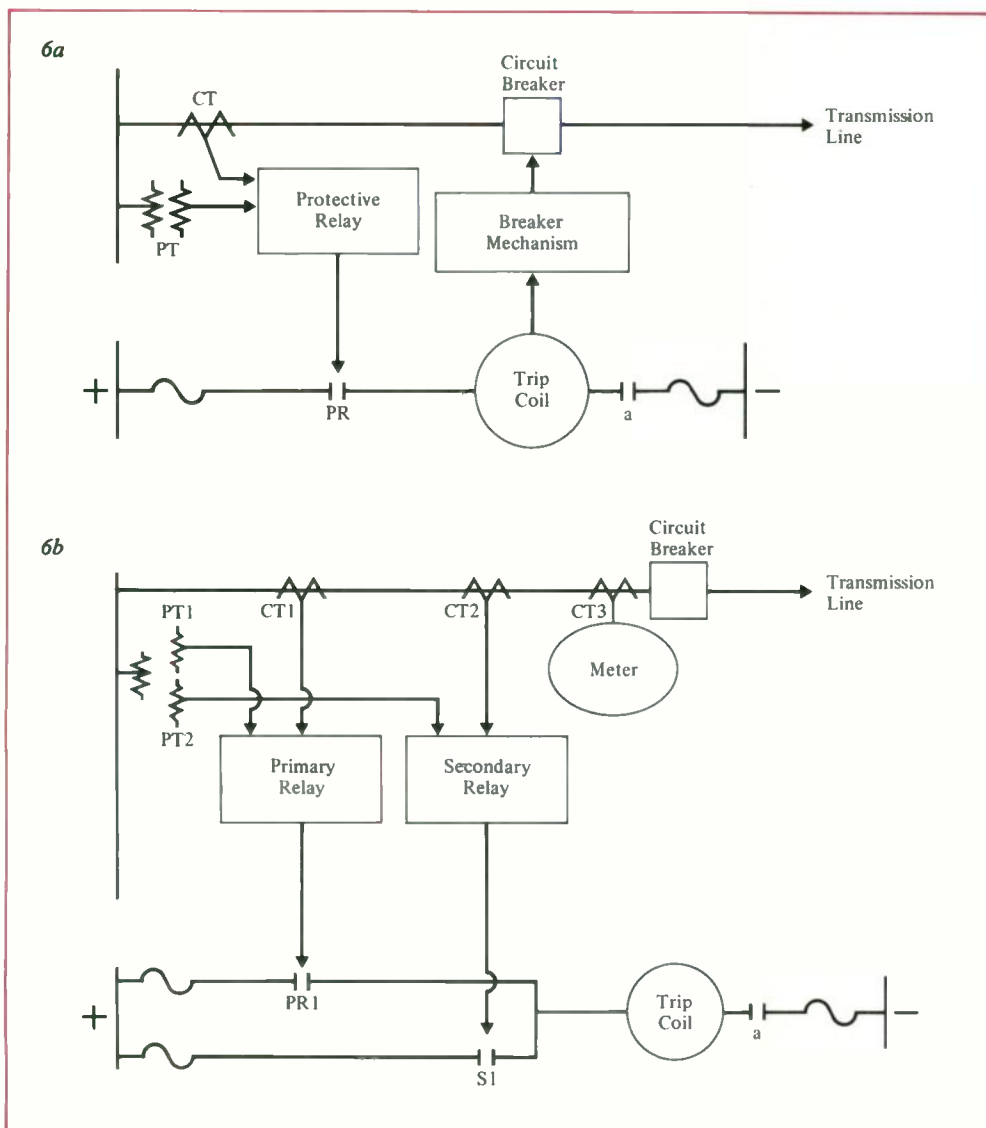 6a
Circuit
Breaker
CT
Transmission
Line
Protective
Relay
Breaker
Mechanism
PT
+
Trip
Coil
−
PR
a
6b
Circuit
Breaker
Transmission
Line
PT1
CT1
CT2
CT3
Meter
PT2
Primary
Relay
Secondary
Relay
PR1
+
Trip
Coil
−
a
S1